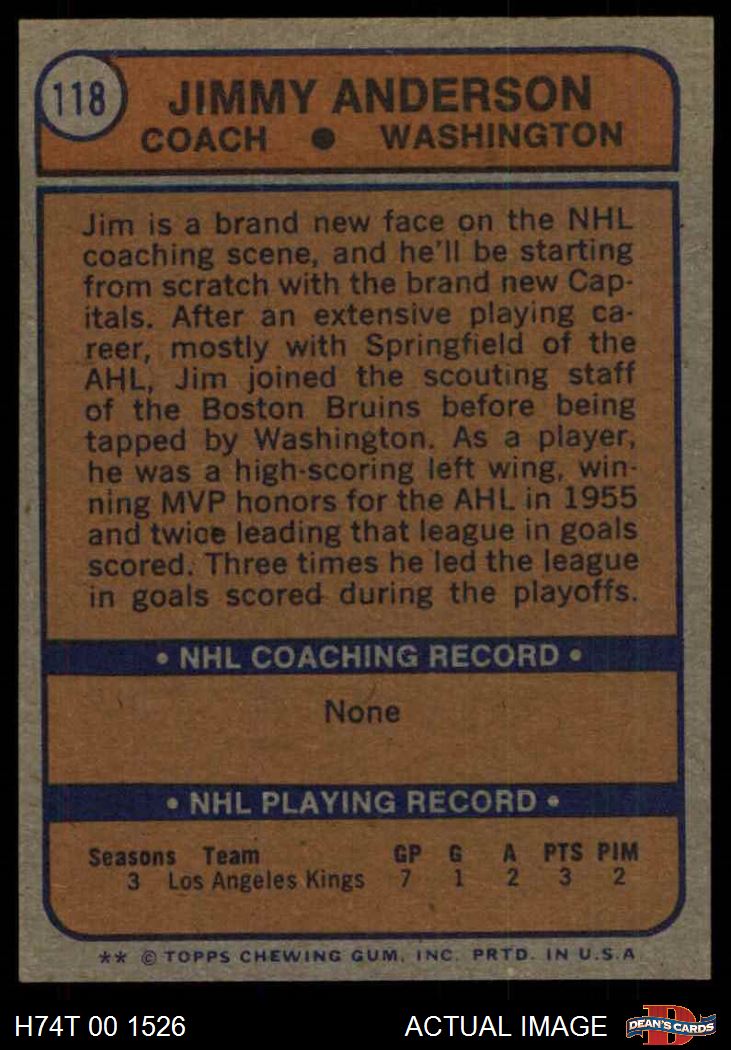 118
JIMMY ANDERSON
COACH ● WASHINGTON
Jim is a brand new face on the NHL
coaching scene, and he'll be starting
from scratch with the brand new Cap-
itals. After an extensive playing ca-
reer, mostly with Springfield of the
AHL, Jim joined the scouting staff
of the Boston Bruins before being
tapped by Washington. As a player,
he was a high-scoring left wing, win-
ning MVP honors for the AHL in 1955
and twice leading that league in goals
scored. Three times he led the league
in goals scored during the playoffs.
• NHL COACHING RECORD •
None
• NHL PLAYING RECORD •
Seasons Team GP G A PTS PIM
3 Los Angeles Kings 7 1 2 3 2
** © TOPPS CHEWING GUM, INC. PRTD. IN U.S.A
H74T 00 1526 ACTUAL IMAGE D DEAN'S CARDS